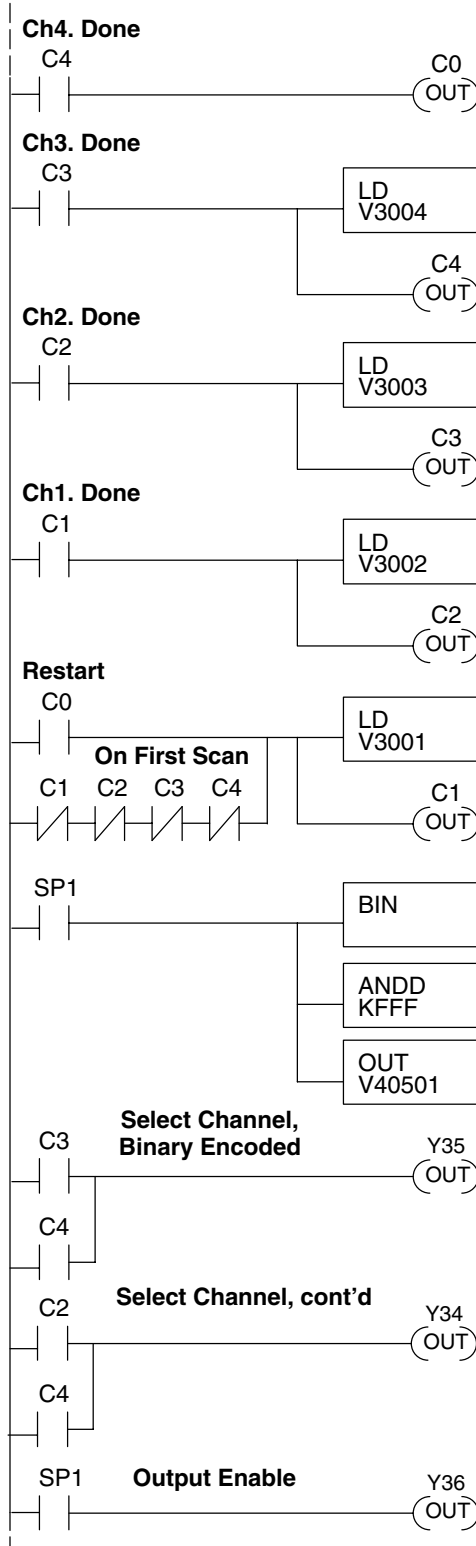 Ch4. Done
C4
C0
OUT
Ch3. Done
C3
LD
V3004
C4
OUT
Ch2. Done
C2
LD
V3003
C3
OUT
Ch1. Done
C1
LD
V3002
C2
OUT
Restart
C0
LD
V3001
On First Scan
C1 C2 C3 C4
C1
OUT
SP1
BIN
ANDD
KFFF
OUT
V40501
Select Channel,
Binary Encoded
C3
Y35
OUT
C4
Select Channel, cont'd
C2
Y34
OUT
C4
SP1 Output Enable
Y36
OUT